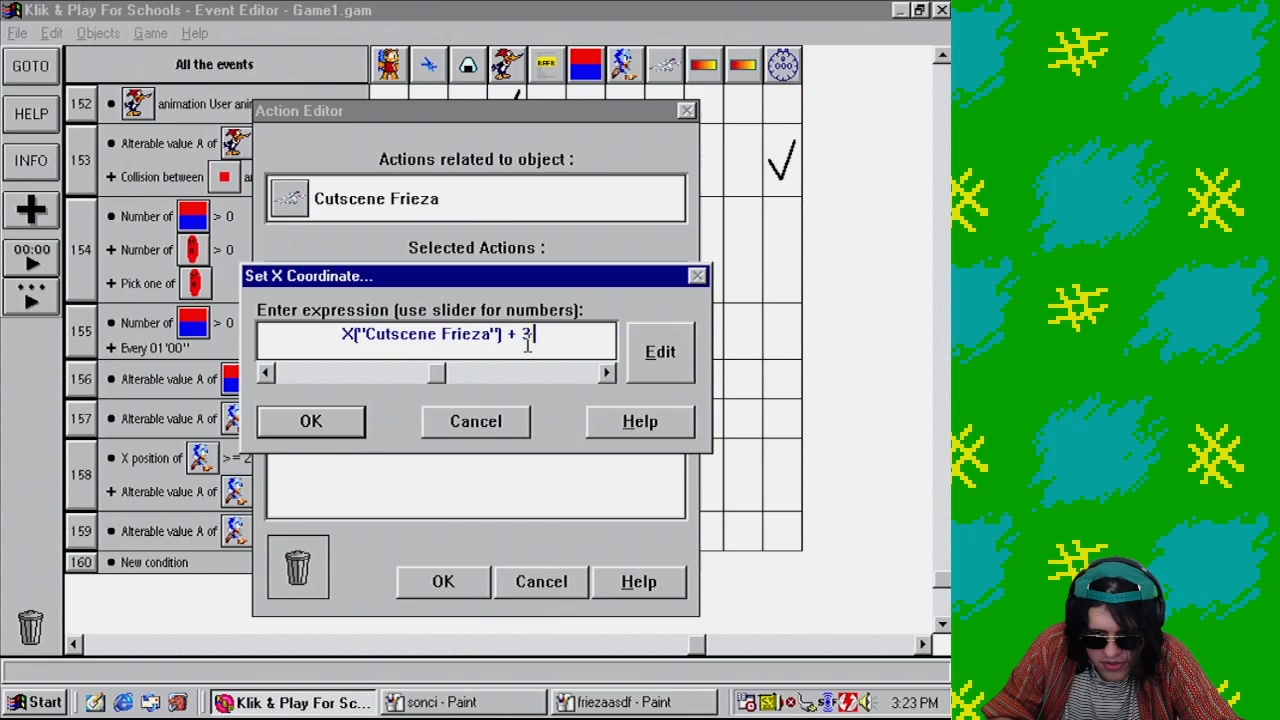 Klik & Play For Schools - Event Editor - Game1.gam
File Edit Objects Game Help
GOTO
HELP
INFO
00:00
All the events
000
152 animation User ani
153 Alterable value A of
+ Collision between
154 Number of > 0
+ Number of > 0
+ Pick one of
155 Number of > 0
+ Every 01'00"
156 Alterable value A of
157 Alterable value A of
158 X position of >= 2
+ Alterable value A of
159 Alterable value A of
160 New condition
Action Editor
Actions related to object :
Cutscene Frieza
Selected Actions :
OK
Cancel
Help
Set X Coordinate...
Enter expression (use slider for numbers):
X("Cutscene Frieza") + 3
Edit
OK
Cancel
Help
Start
Klik & Play For Sc...
sonci - Paint
friezaasdf - Paint
3:23 PM